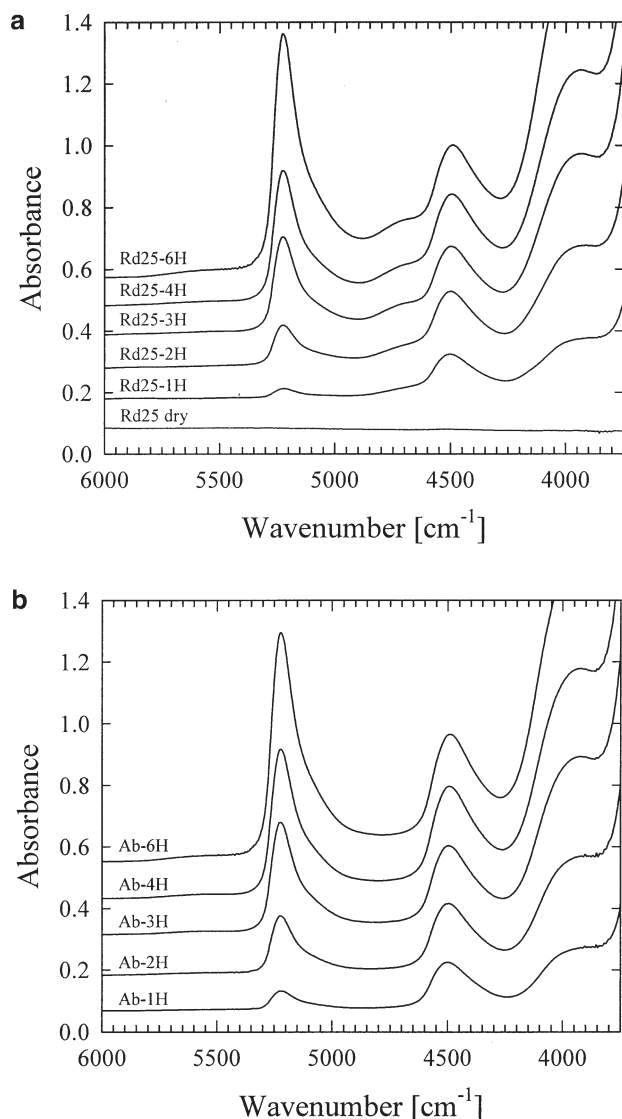 a
1.4
1.2
1.0
0.8
0.6
0.4
0.2
0.0
Absorbance
Rd25-6H
Rd25-4H
Rd25-3H
Rd25-2H
Rd25-1H
Rd25 dry
6000 5500 5000 4500 4000
Wavenumber [cm⁻¹]
b
1.4
1.2
1.0
0.8
0.6
0.4
0.2
0.0
Absorbance
Ab-6H
Ab-4H
Ab-3H
Ab-2H
Ab-1H
6000 5500 5000 4500 4000
Wavenumber [cm⁻¹]